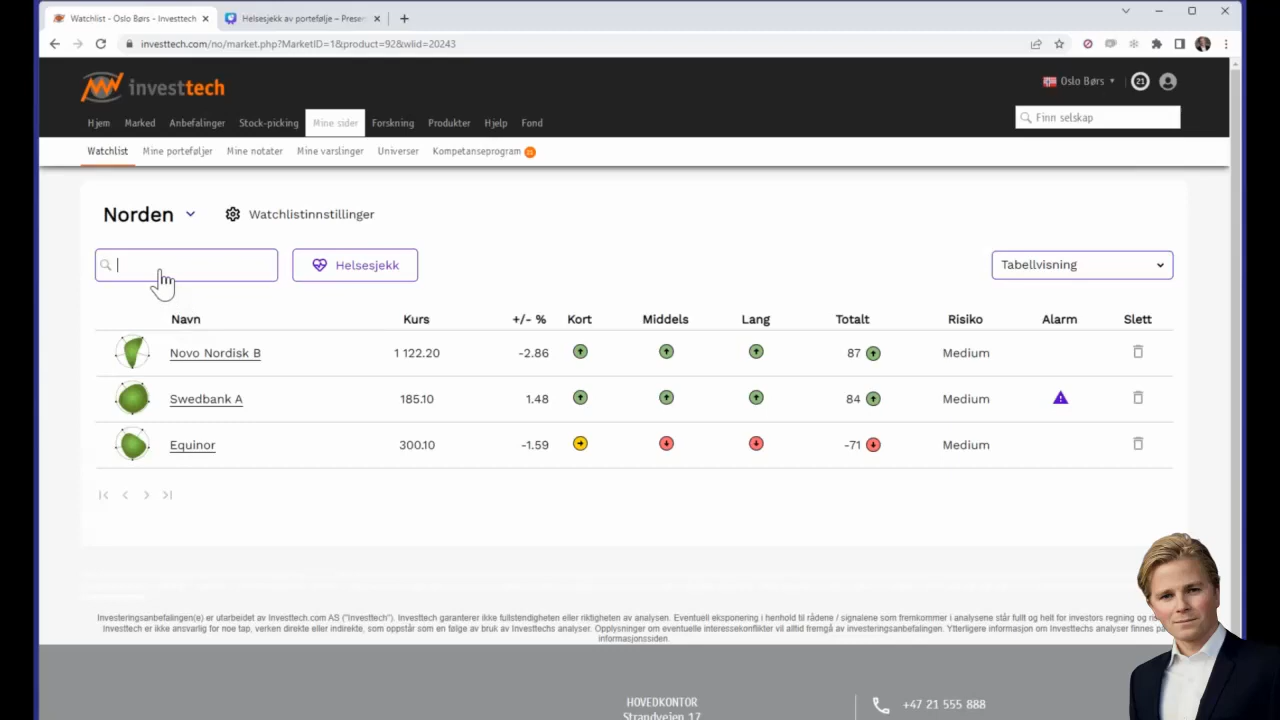 Watchlist - Oslo Børs - Investtech
Helsesjekk av portefølje – Presen
investtech.com/no/market.php?MarketID=1&product=92&wlid=20243
investtech
Oslo Børs
21
Hjem Marked Anbefalinger Stock-picking Mine sider Forskning Produkter Hjelp Fond
Finn selskap
Watchlist Mine porteføljer Mine notater Mine varslinger Universer Kompetanseprogram
Norden Watchlistinnstillinger
Helsesjekk
Tabellvisning
Navn Kurs +/- % Kort Middels Lang Totalt Risiko Alarm Slett
Novo Nordisk B 1 122.20 -2.86 87 Medium
Swedbank A 185.10 1.48 84 Medium
Equinor 300.10 -1.59 -71 Medium
Investeringsanbefalingen(e) er utarbeidet av Investtech.com AS ("Investtech"). Investtech garanterer ikke fullstendigheten eller riktigheten av analysen. Eventuell eksponering i henhold til rådene / signalene som fremkommer i analysene står fullt og helt for investors regning og ris
Investtech er ikke ansvarlig for noe tap, verken direkte eller indirekte, som oppstår som en følge av bruk av Investtechs analyser. Opplysninger om eventuelle interessekonflikter vil alltid fremgå av investeringsanbefalingen. Ytterligere informasjon om Investtechs analyser finnes på
informasjonssiden.
HOVEDKONTOR
Strandveien 17
+47 21 555 888